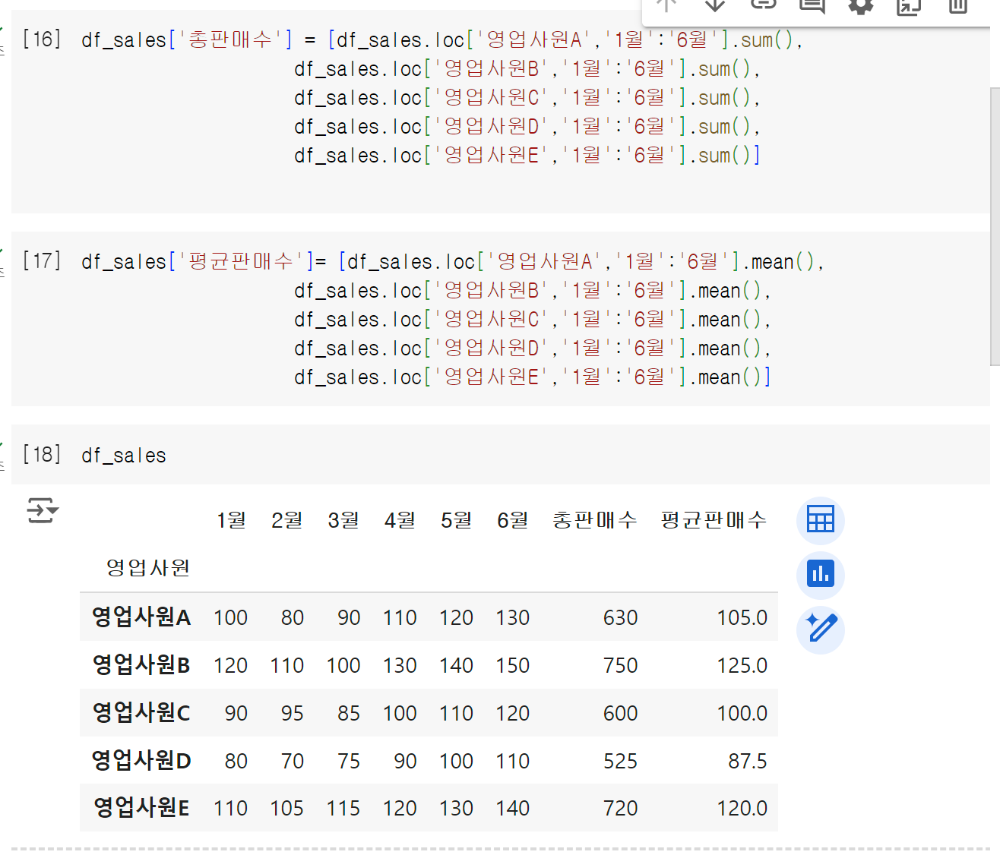 [16] df_sales['총판매수'] = [df_sales.loc['영업사원A','1월':'6월'].sum(),
df_sales.loc['영업사원B','1월':'6월'].sum(),
df_sales.loc['영업사원C','1월':'6월'].sum(),
df_sales.loc['영업사원D','1월':'6월'].sum(),
df_sales.loc['영업사원E','1월':'6월'].sum()]
[17] df_sales['평균판매수']= [df_sales.loc['영업사원A','1월':'6월'].mean(),
df_sales.loc['영업사원B','1월':'6월'].mean(),
df_sales.loc['영업사원C','1월':'6월'].mean(),
df_sales.loc['영업사원D','1월':'6월'].mean(),
df_sales.loc['영업사원E','1월':'6월'].mean()]
[18] df_sales
1월 2월 3월 4월 5월 6월 총판매수 평균판매수
영업사원
영업사원A 100 80 90 110 120 130 630 105.0
영업사원B 120 110 100 130 140 150 750 125.0
영업사원C 90 95 85 100 110 120 600 100.0
영업사원D 80 70 75 90 100 110 525 87.5
영업사원E 110 105 115 120 130 140 720 120.0